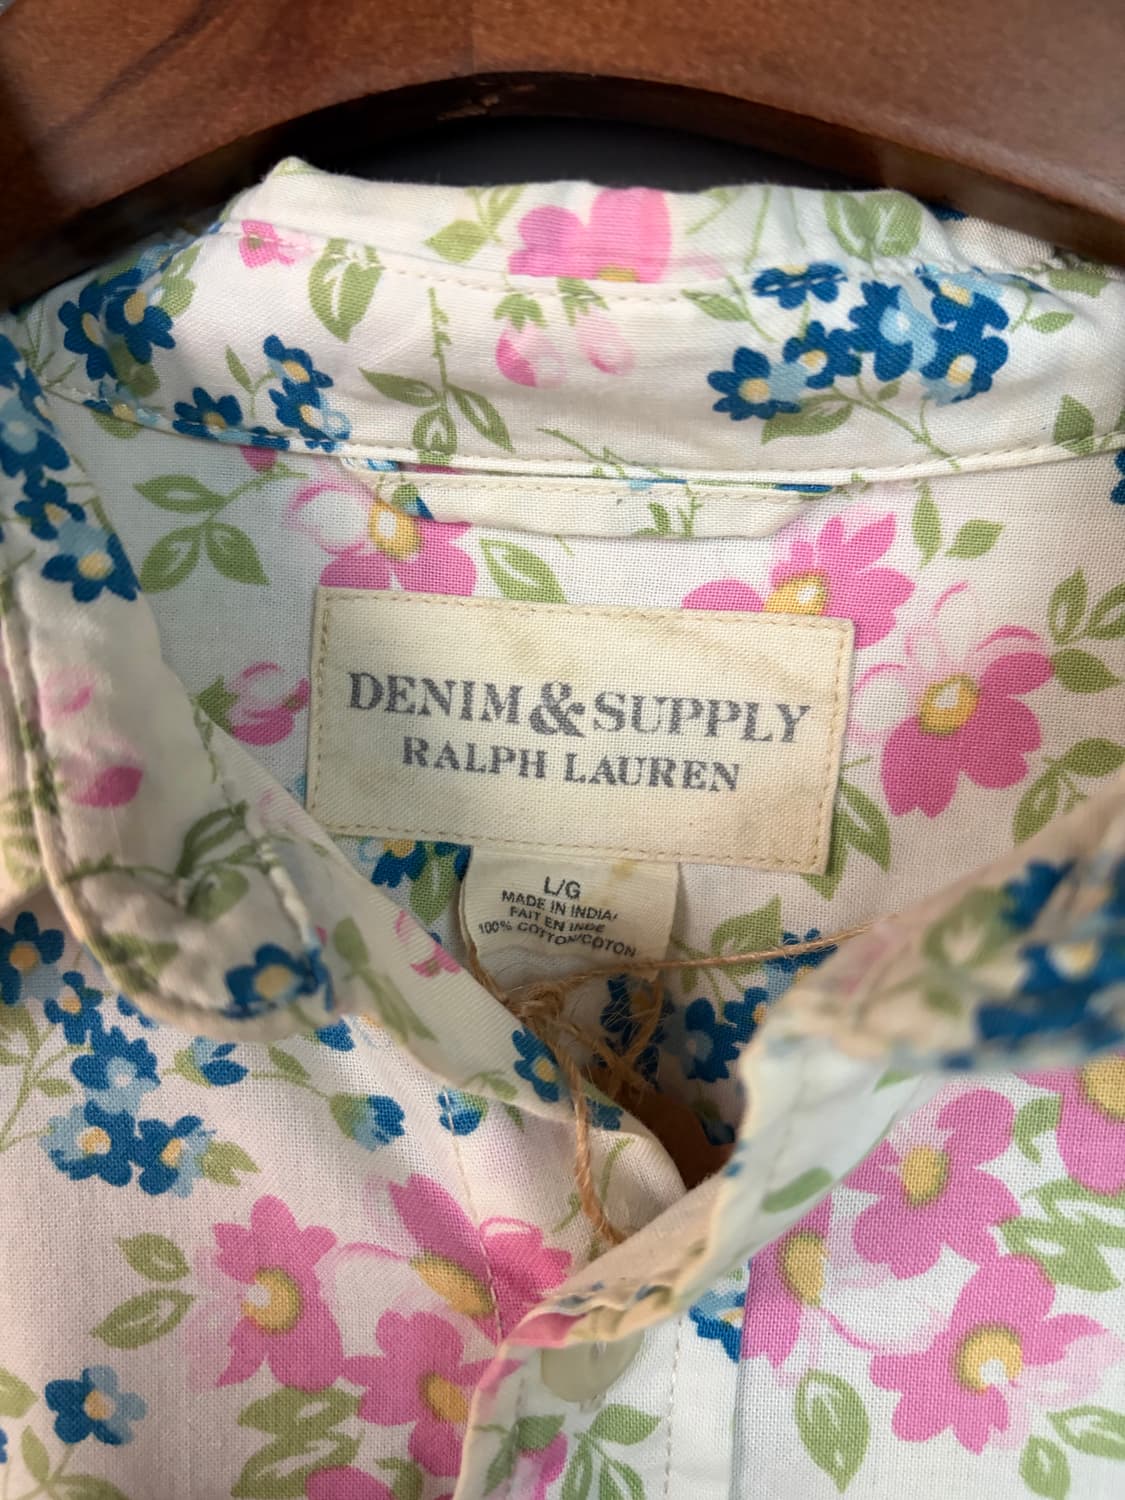 DENIM & SUPPLY
RALPH LAUREN
L/G
MADE IN INDIA/
FAIT EN INDE
100% COTTON/COTON